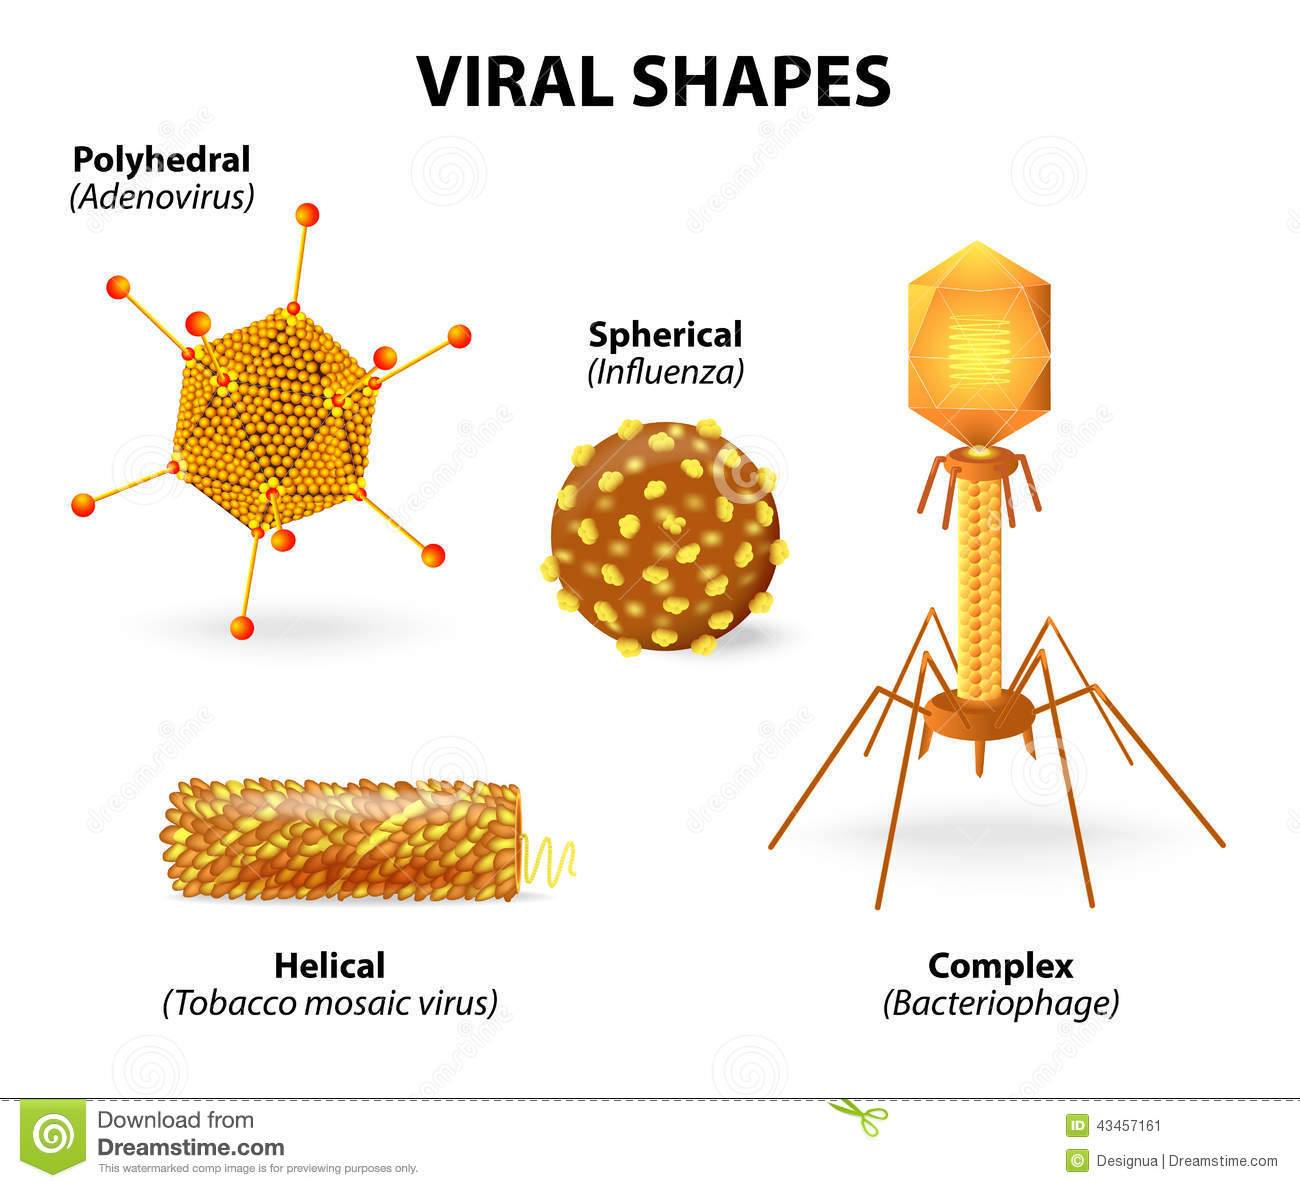 VIRAL SHAPES
Polyhedral
(Adenovirus)
Spherical
(Influenza)
Helical
(Tobacco mosaic virus)
Complex
(Bacteriophage)
dreamstime
Download from
Dreamstime.com
This watermarked comp image is for previewing purposes only.
ID 43457161
© Designua | Dreamstime.com